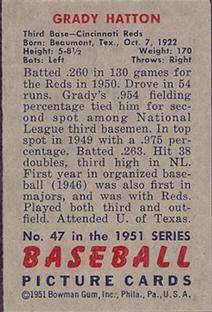 GRADY HATTON
Third Base—Cincinnati Reds
Born: Beaumont, Tex., Oct. 7, 1922
Height: 5-8½ Weight: 170
Bats: Left Throws: Right
Batted .260 in 130 games
for the Reds in 1950. Drove in 54
runs. Grady's .954 fielding
percentage tied him for
second spot among National
League third basemen. In top
spot in 1949 with a .975 per-
centage. Batted .263. Hit 38
doubles, third high in NL.
First year in organized base-
ball (1946) was also first in
majors, and was with Reds.
Played both third and out-
field. Attended U. of Texas.
No. 47 in the 1951 SERIES
BASEBALL
PICTURE CARDS
©1951 Bowman Gum, Inc., Phila., Pa., U. S. A.